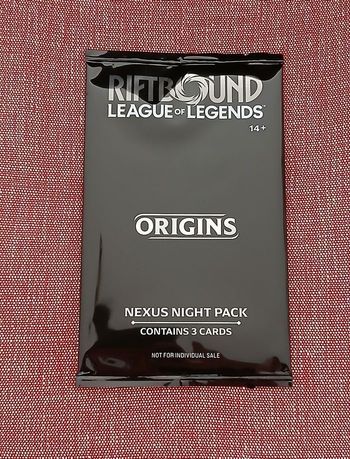 RIFTBOUND
LEAGUE OF LEGENDS
14+
ORIGINS
NEXUS NIGHT PACK
CONTAINS 3 CARDS
NOT FOR INDIVIDUAL SALE